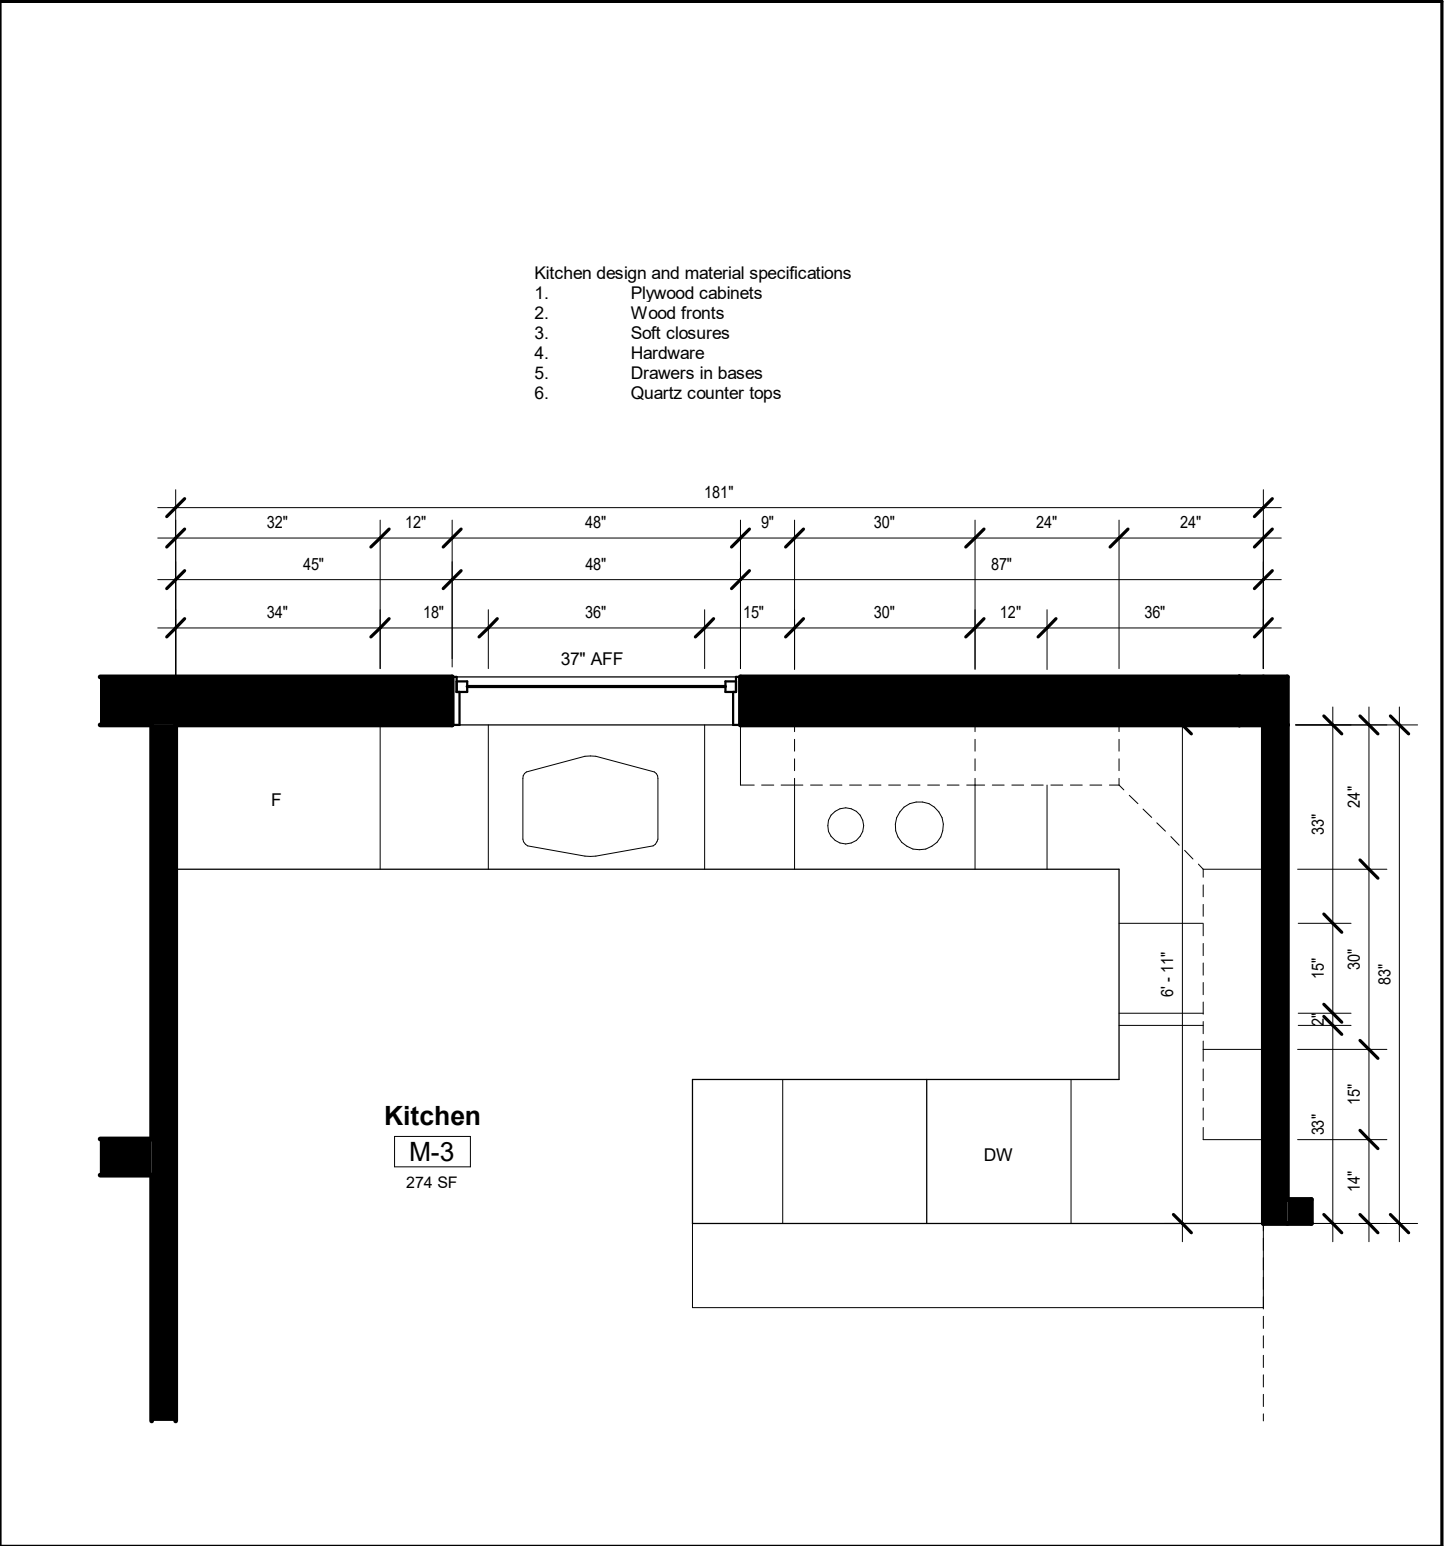 Kitchen design and material specifications
1. Plywood cabinets
2. Wood fronts
3. Soft closures
4. Hardware
5. Drawers in bases
6. Quartz counter tops
181"
32" 12" 48" 9" 30" 24" 24"
45" 48" 87"
34" 18" 36" 15" 30" 12" 36"
37" AFF
F
24"
33"
6' - 11"
15"
30"
83"
2"
Kitchen
M-3
274 SF
DW
15"
33"
14"